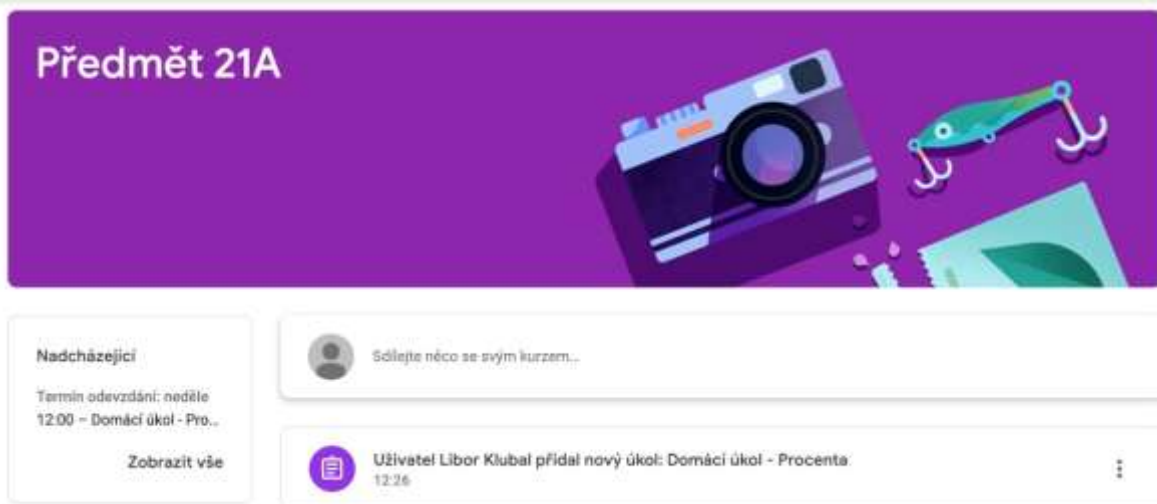 Předmět 21A
Nadcházející
Termín odevzdání: neděle
12:00 – Domácí úkol - Pro...
Zobrazit vše
Sdílejte něco se svým kurzem...
Uživatel Libor Klubal přidal nový úkol: Domácí úkol - Procenta
12:26